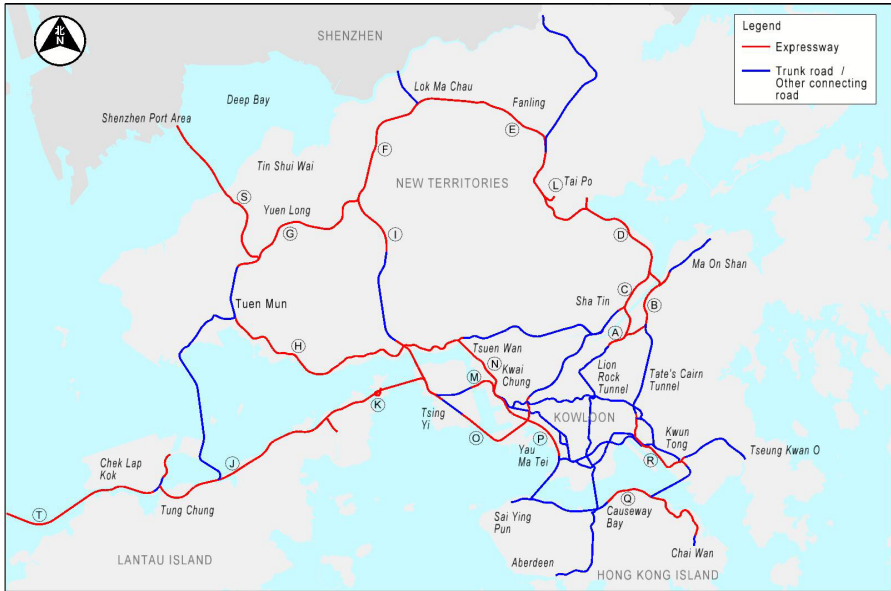 北
N
SHENZHEN
Legend
Expressway
Trunk road /
Other connecting
road
Lok Ma Chau
Deep Bay
Fanling
Shenzhen Port Area
E
F
Tin Shui Wai
NEW TERRITORIES
L
Tai Po
S
Yuen Long
G
I
D
Ma On Shan
C
Sha Tin
B
Tuen Mun
A
H
Tsuen Wan
N
Kwai
Chung
M
Lion
Rock
Tunnel
Tate's Cairn
Tunnel
K
Tsing
Yi
KOWLOON
O
P
Yau
Ma Tei
Kwun
Tong
R
Tseung Kwan O
Chek Lap
Kok
J
T
Tung Chung
Q
Causeway
Bay
Sai Ying
Pun
Chai Wan
LANTAU ISLAND
Aberdeen
HONG KONG ISLAND